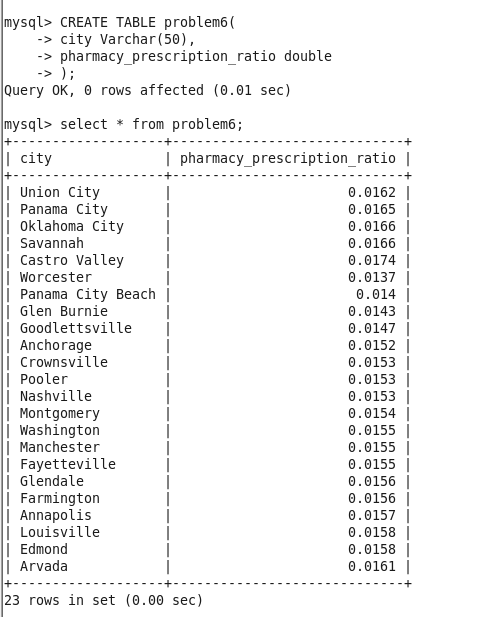 mysql> CREATE TABLE problem6(
    -> city Varchar(50),
    -> pharmacy_prescription_ratio double
    -> );
Query OK, 0 rows affected (0.01 sec)

mysql> select * from problem6;
+-------------------+-----------------------------+
| city              | pharmacy_prescription_ratio |
+-------------------+-----------------------------+
| Union City        |                      0.0162 |
| Panama City       |                      0.0165 |
| Oklahoma City     |                      0.0166 |
| Savannah          |                      0.0166 |
| Castro Valley     |                      0.0174 |
| Worcester         |                      0.0137 |
| Panama City Beach |                       0.014 |
| Glen Burnie       |                      0.0143 |
| Goodlettsville    |                      0.0147 |
| Anchorage         |                      0.0152 |
| Crownsville       |                      0.0153 |
| Pooler            |                      0.0153 |
| Nashville         |                      0.0153 |
| Montgomery        |                      0.0154 |
| Washington        |                      0.0155 |
| Manchester        |                      0.0155 |
| Fayetteville      |                      0.0155 |
| Glendale          |                      0.0156 |
| Farmington        |                      0.0156 |
| Annapolis         |                      0.0157 |
| Louisville        |                      0.0158 |
| Edmond            |                      0.0158 |
| Arvada            |                      0.0161 |
+-------------------+-----------------------------+
23 rows in set (0.00 sec)